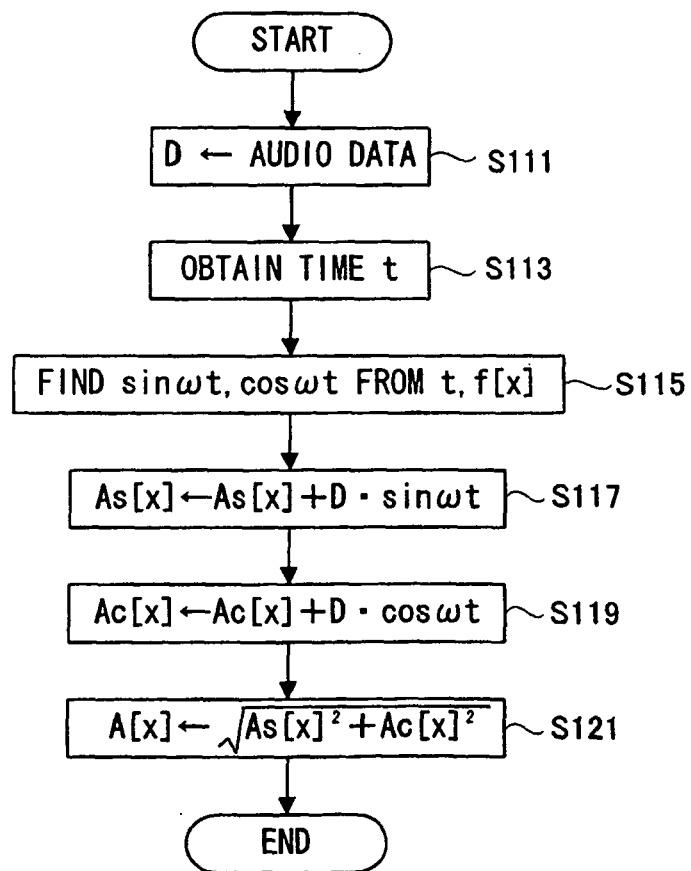 START
D ← AUDIO DATA S111
OBTAIN TIME t S113
FIND sinωt, cosωt FROM t, f[x] S115
As[x]←As[x]+D・sinωt S117
Ac[x]←Ac[x]+D・cosωt S119
A[x]← √As[x]²+Ac[x]² S121
END